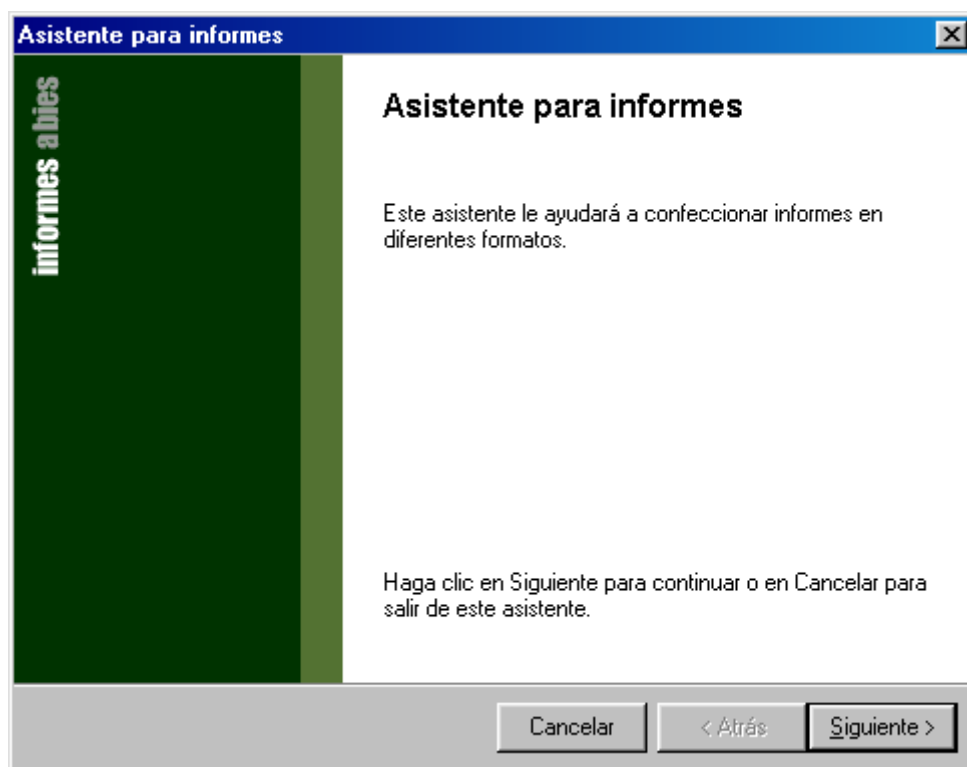 Asistente para informes
informes abies
Asistente para informes
Este asistente le ayudará a confeccionar informes en
diferentes formatos.
Haga clic en Siguiente para continuar o en Cancelar para
salir de este asistente.
Cancelar
< Atrás
Siguiente >